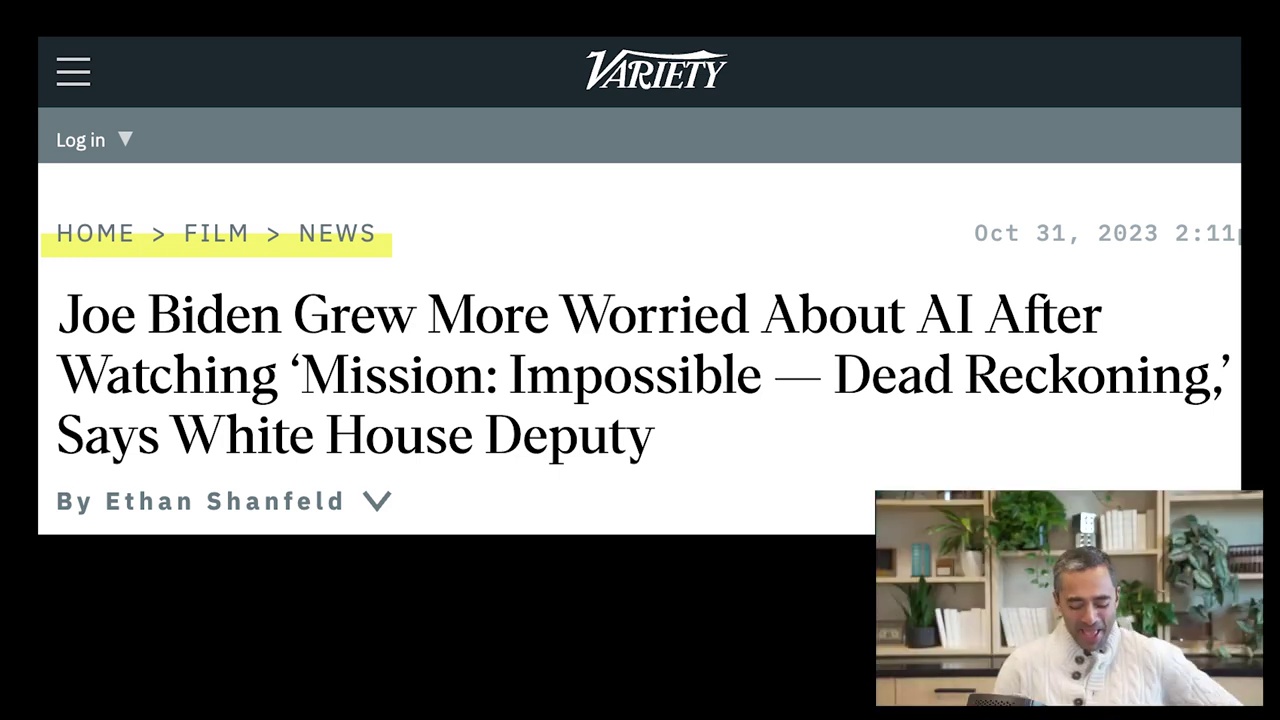 VARIETY
Log in
HOME > FILM > NEWS
Oct 31, 2023 2:11
Joe Biden Grew More Worried About AI After
Watching ‘Mission: Impossible — Dead Reckoning,’
Says White House Deputy
By Ethan Shanfeld